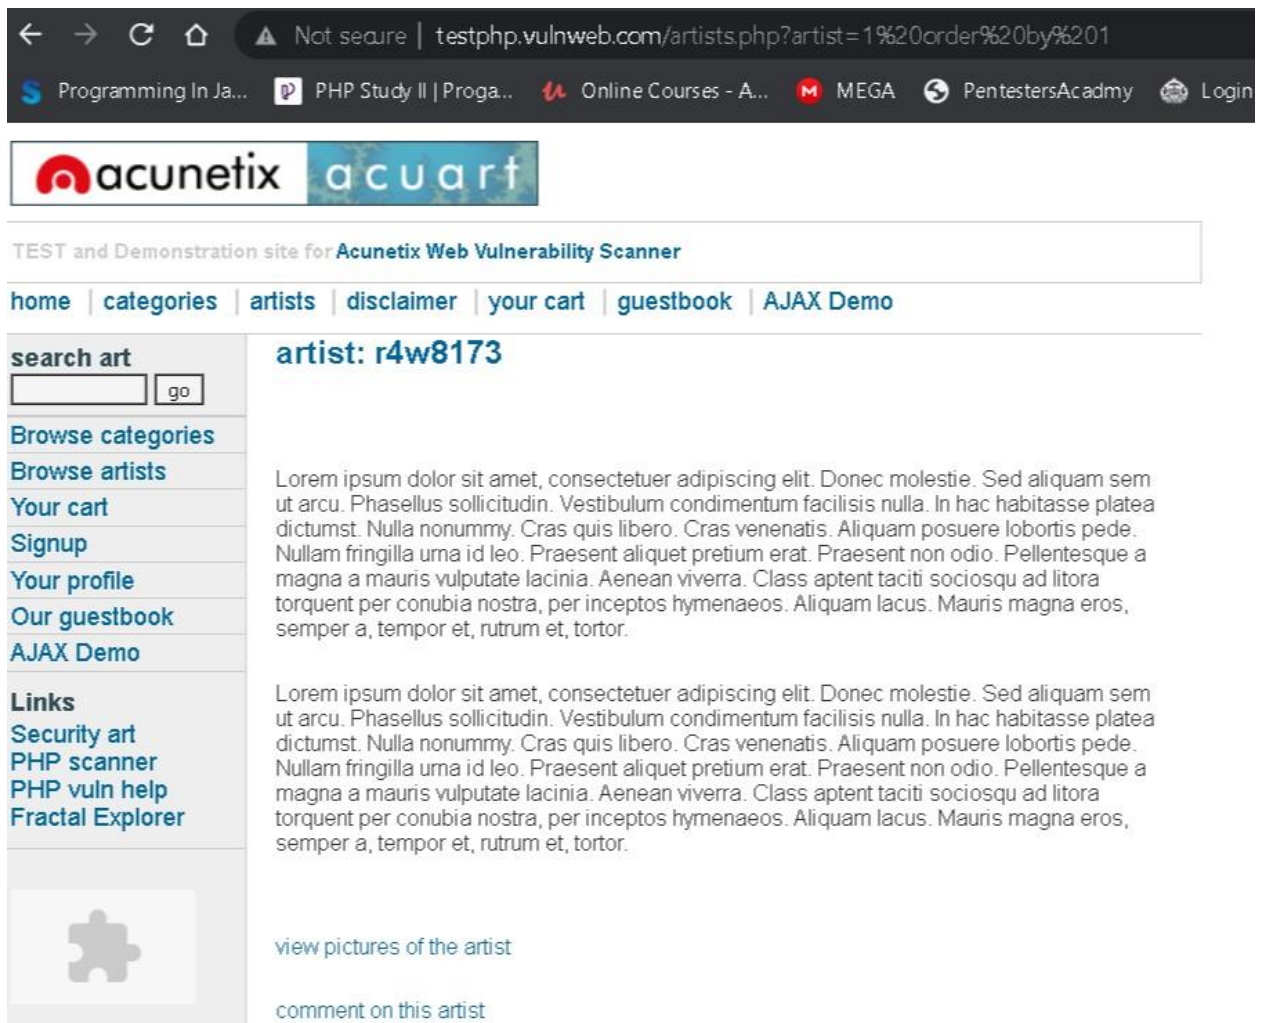 Not secure | testphp.vulnweb.com/artists.php?artist=1%20order%20by%201
Programming In Ja... PHP Study II | Proga... Online Courses - A... MEGA PentestersAcadmy Login
acunetix acuart
TEST and Demonstration site for Acunetix Web Vulnerability Scanner
home | categories | artists | disclaimer | your cart | guestbook | AJAX Demo
search art
go
Browse categories
Browse artists
Your cart
Signup
Your profile
Our guestbook
AJAX Demo
Links
Security art
PHP scanner
PHP vuln help
Fractal Explorer
artist: r4w8173
Lorem ipsum dolor sit amet, consectetuer adipiscing elit. Donec molestie. Sed aliquam sem
ut arcu. Phasellus sollicitudin. Vestibulum condimentum facilisis nulla. In hac habitasse platea
dictumst. Nulla nonummy. Cras quis libero. Cras venenatis. Aliquam posuere lobortis pede.
Nullam fringilla urna id leo. Praesent aliquet pretium erat. Praesent non odio. Pellentesque a
magna a mauris vulputate lacinia. Aenean viverra. Class aptent taciti sociosqu ad litora
torquent per conubia nostra, per inceptos hymenaeos. Aliquam lacus. Mauris magna eros,
semper a, tempor et, rutrum et, tortor.
Lorem ipsum dolor sit amet, consectetuer adipiscing elit. Donec molestie. Sed aliquam sem
ut arcu. Phasellus sollicitudin. Vestibulum condimentum facilisis nulla. In hac habitasse platea
dictumst. Nulla nonummy. Cras quis libero. Cras venenatis. Aliquam posuere lobortis pede.
Nullam fringilla urna id leo. Praesent aliquet pretium erat. Praesent non odio. Pellentesque a
magna a mauris vulputate lacinia. Aenean viverra. Class aptent taciti sociosqu ad litora
torquent per conubia nostra, per inceptos hymenaeos. Aliquam lacus. Mauris magna eros,
semper a, tempor et, rutrum et, tortor.
view pictures of the artist
comment on this artist